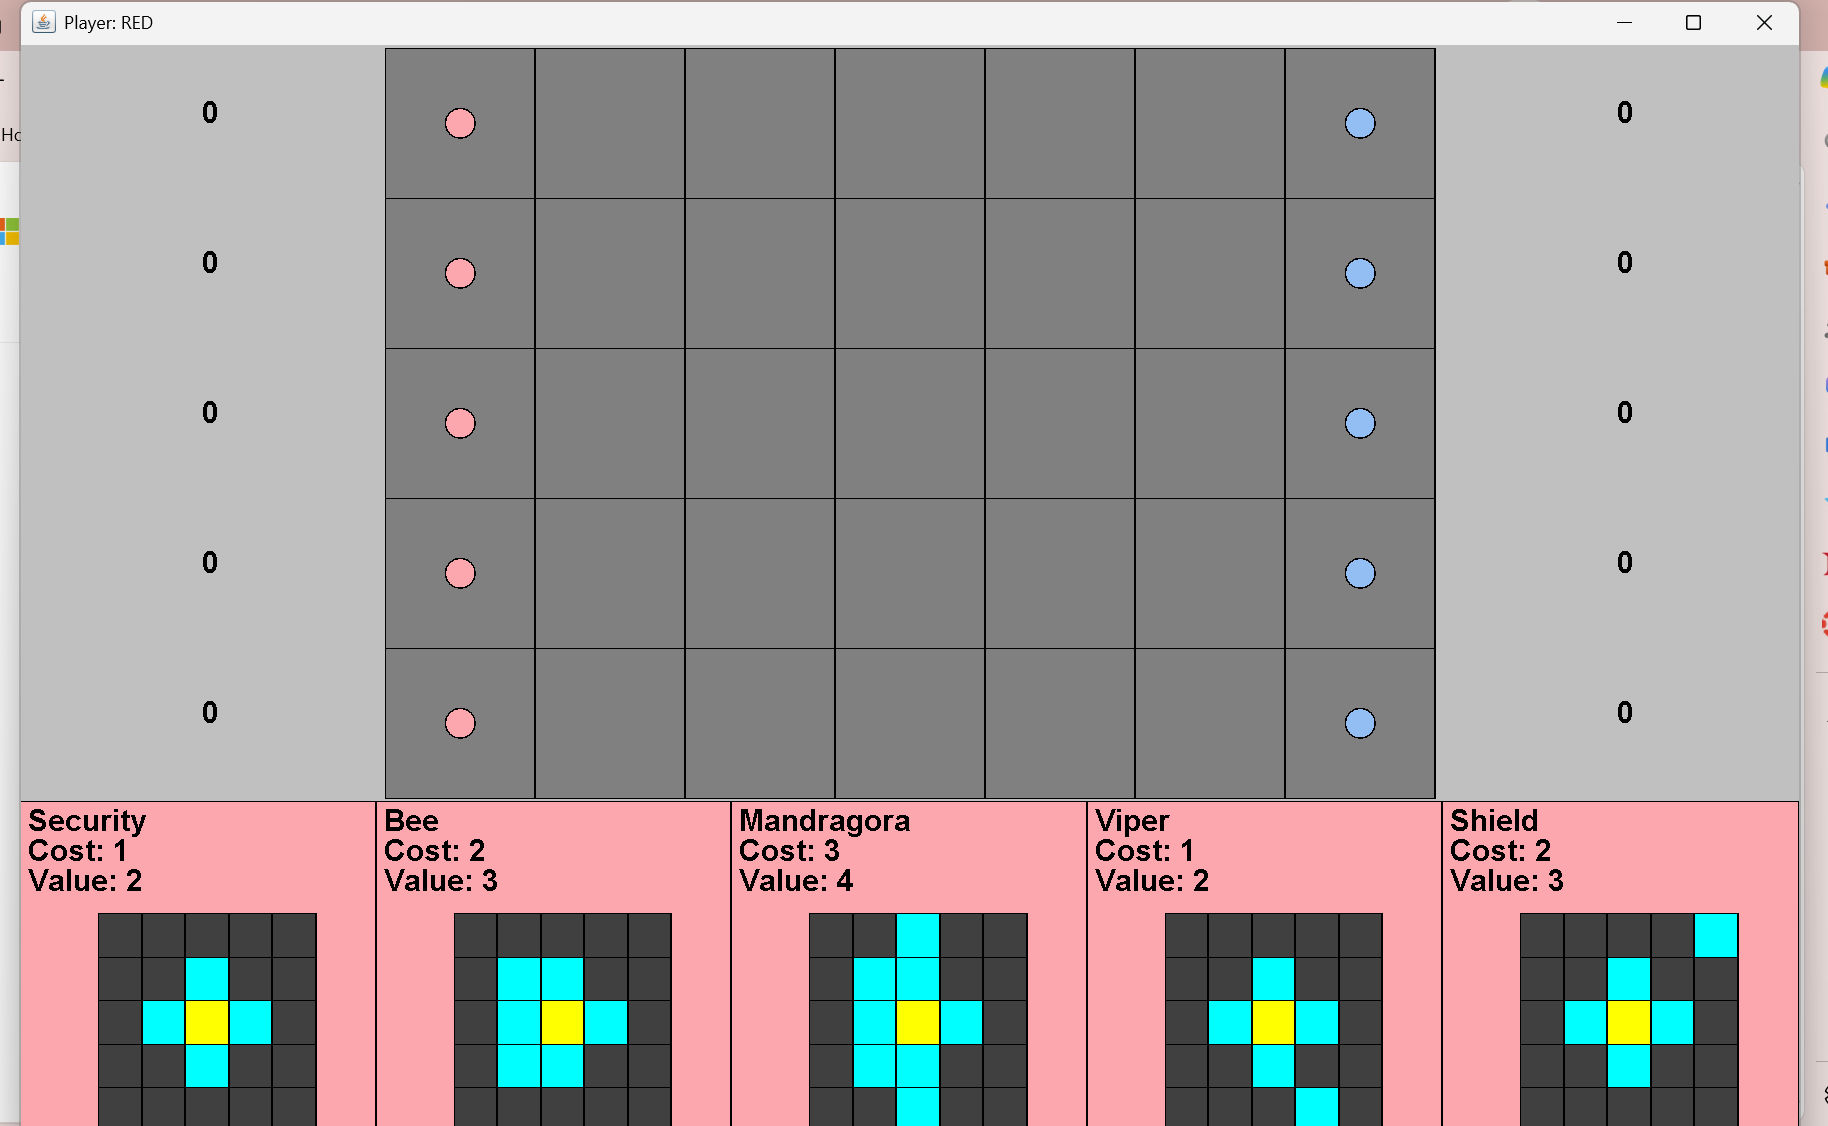 Player: RED
Ho
0
0
0
0
0
0
0
0
0
0
Security
Cost: 1
Value: 2
Bee
Cost: 2
Value: 3
Mandragora
Cost: 3
Value: 4
Viper
Cost: 1
Value: 2
Shield
Cost: 2
Value: 3